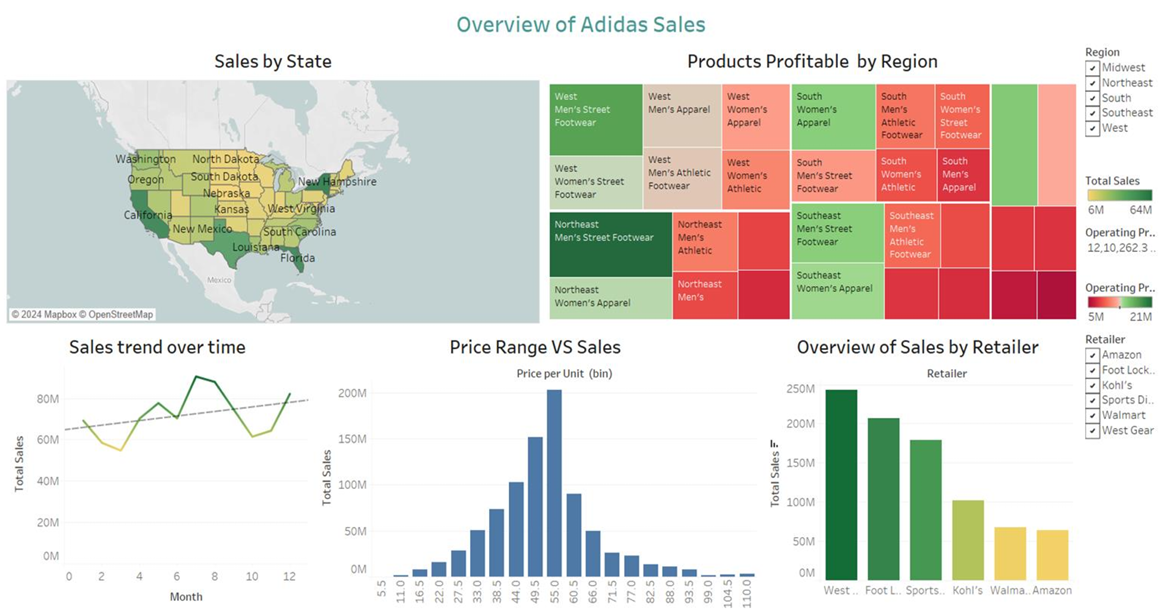 Overview of Adidas Sales
Sales by State
Washington
North Dakota
Oregon
South Dakota
New Hampshire
Nebraska
Kansas
West Virginia
California
New Mexico
South Carolina
Louisiana
Florida
Mexico
© 2024 Mapbox © OpenStreetMap
Products Profitable by Region
West
Men's Street
Footwear
West
Men's Apparel
West
Women's
Apparel
West
Women's Street
Footwear
West
Men's Athletic
Footwear
West
Women's
Athletic
Northeast
Men's Street Footwear
Northeast
Men's
Athletic
Northeast
Women's Apparel
Northeast
Men's
South
Women's
Apparel
South
Men's
Athletic
Footwear
South
Women's
Street
Footwear
South
Men's Street
Footwear
South
Women's
Athletic
South
Men's
Apparel
Southeast
Men's Street
Footwear
Southeast
Men's
Athletic
Footwear
Southeast
Women's Apparel
Region
Midwest
Northeast
South
Southeast
West
Total Sales
6M 64M
Operating Pr..
12,10,262.3 ..
Operating Pr..
5M 21M
Retailer
Amazon
Foot Lock..
Kohl's
Sports Di..
Walmart
West Gear
Sales trend over time
Total Sales
80M
60M
40M
20M
0M
0 2 4 6 8 10 12
Month
Price Range VS Sales
Price per Unit (bin)
Total Sales
200M
150M
100M
50M
0M
5.5 11.0 16.5 22.0 27.5 33.0 38.5 44.0 49.5 55.0 60.5 66.0 71.5 77.0 82.5 88.0 93.5 99.0 104.5 110.0
Overview of Sales by Retailer
Retailer
Total Sales
250M
200M
150M
100M
50M
0M
West .. Foot L.. Sports.. Kohl's Walma.. Amazon